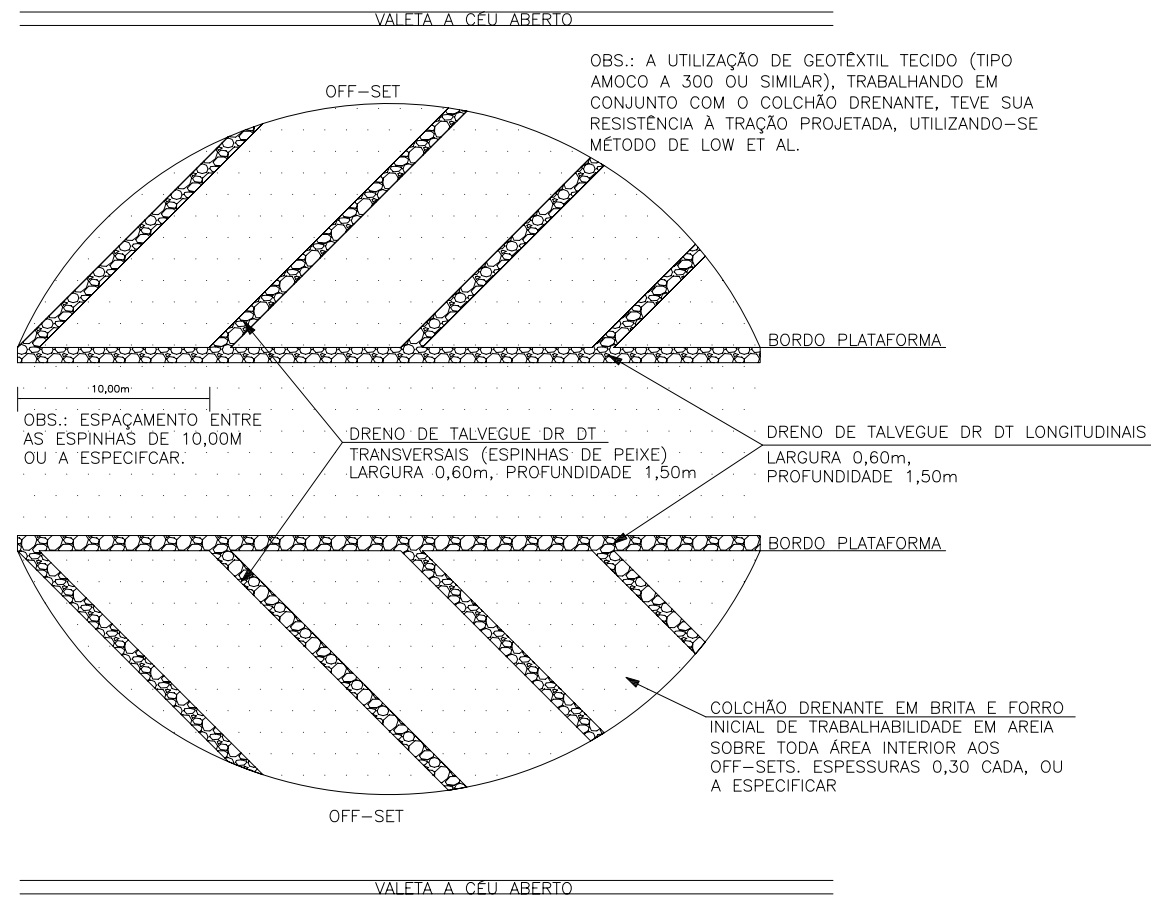 VALETA A CÉU ABERTO
OBS.: A UTILIZAÇÃO DE GEOTÊXTIL TECIDO (TIPO
AMOCO A 300 OU SIMILAR), TRABALHANDO EM
CONJUNTO COM O COLCHÃO DRENANTE, TEVE SUA
RESISTÊNCIA À TRAÇÃO PROJETADA, UTILIZANDO-SE
MÉTODO DE LOW ET AL.
OFF-SET
BORDO PLATAFORMA
10,00m
OBS.: ESPAÇAMENTO ENTRE
AS ESPINHAS DE 10,00M
OU A ESPECIFCAR.
DRENO DE TALVEGUE DR DT
TRANSVERSAIS (ESPINHAS DE PEIXE)
LARGURA 0,60m, PROFUNDIDADE 1,50m
DRENO DE TALVEGUE DR DT LONGITUDINAIS
LARGURA 0,60m,
PROFUNDIDADE 1,50m
BORDO PLATAFORMA
COLCHÃO DRENANTE EM BRITA E FORRO
INICIAL DE TRABALHABILIDADE EM AREIA
SOBRE TODA ÁREA INTERIOR AOS
OFF-SETS. ESPESSURAS 0,30 CADA, OU
A ESPECIFICAR
OFF-SET
VALETA A CÉU ABERTO